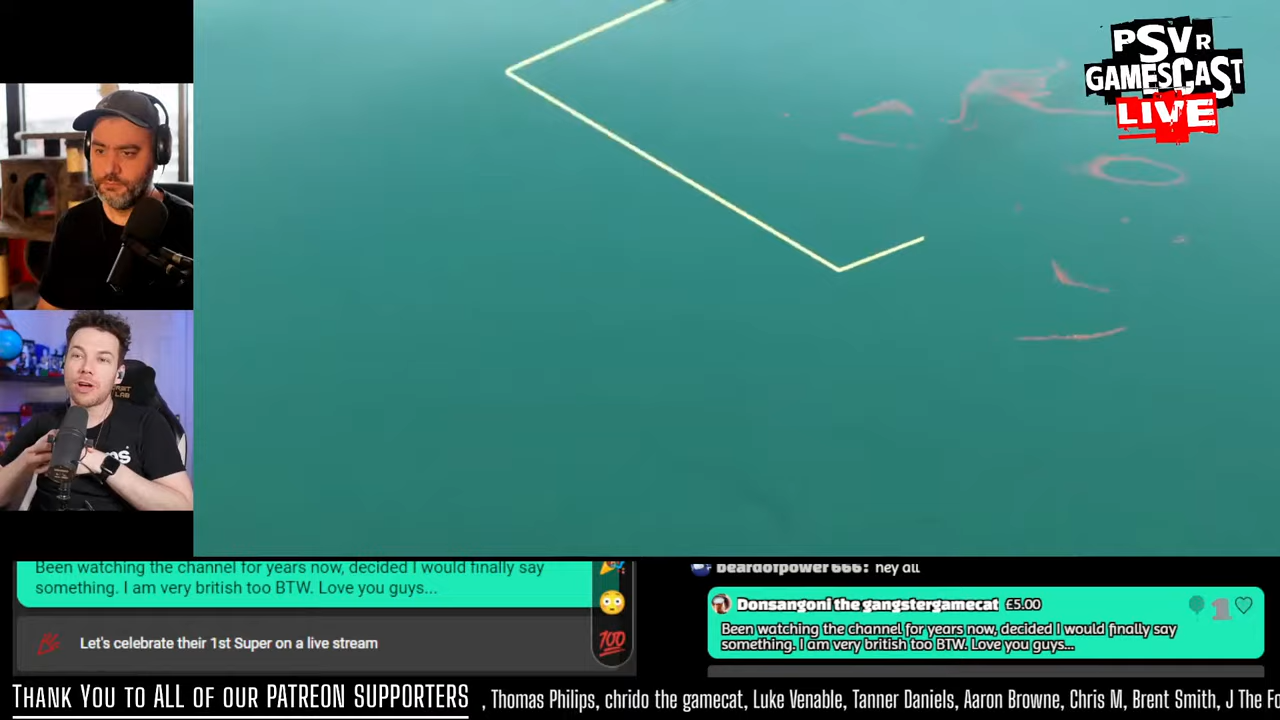 PSVR
GAMESCAST
LIVE
Been watching the channel for years now, decided I would finally say
something. I am very british too BTW. Love you guys...
Let's celebrate their 1st Super on a live stream
100
beardofpower666: hey all
Donsangoni the gangstergamecat £5.00
Been watching the channel for years now, decided I would finally say
something. I am very british too BTW. Love you guys...
THANK YOU TO ALL OF OUR PATREON SUPPORTERS
, Thomas Philips, chrido the gamecat, Luke Venable, Tanner Daniels, Aaron Browne, Chris M, Brent Smith, J The Fo